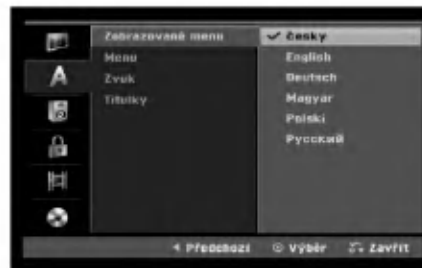 Zobrazované menu
Menu
Zvuk
Titulky
✓ Česky
English
Deutsch
Magyar
Polski
Русский
A
Předchozí Výběr Zavřít